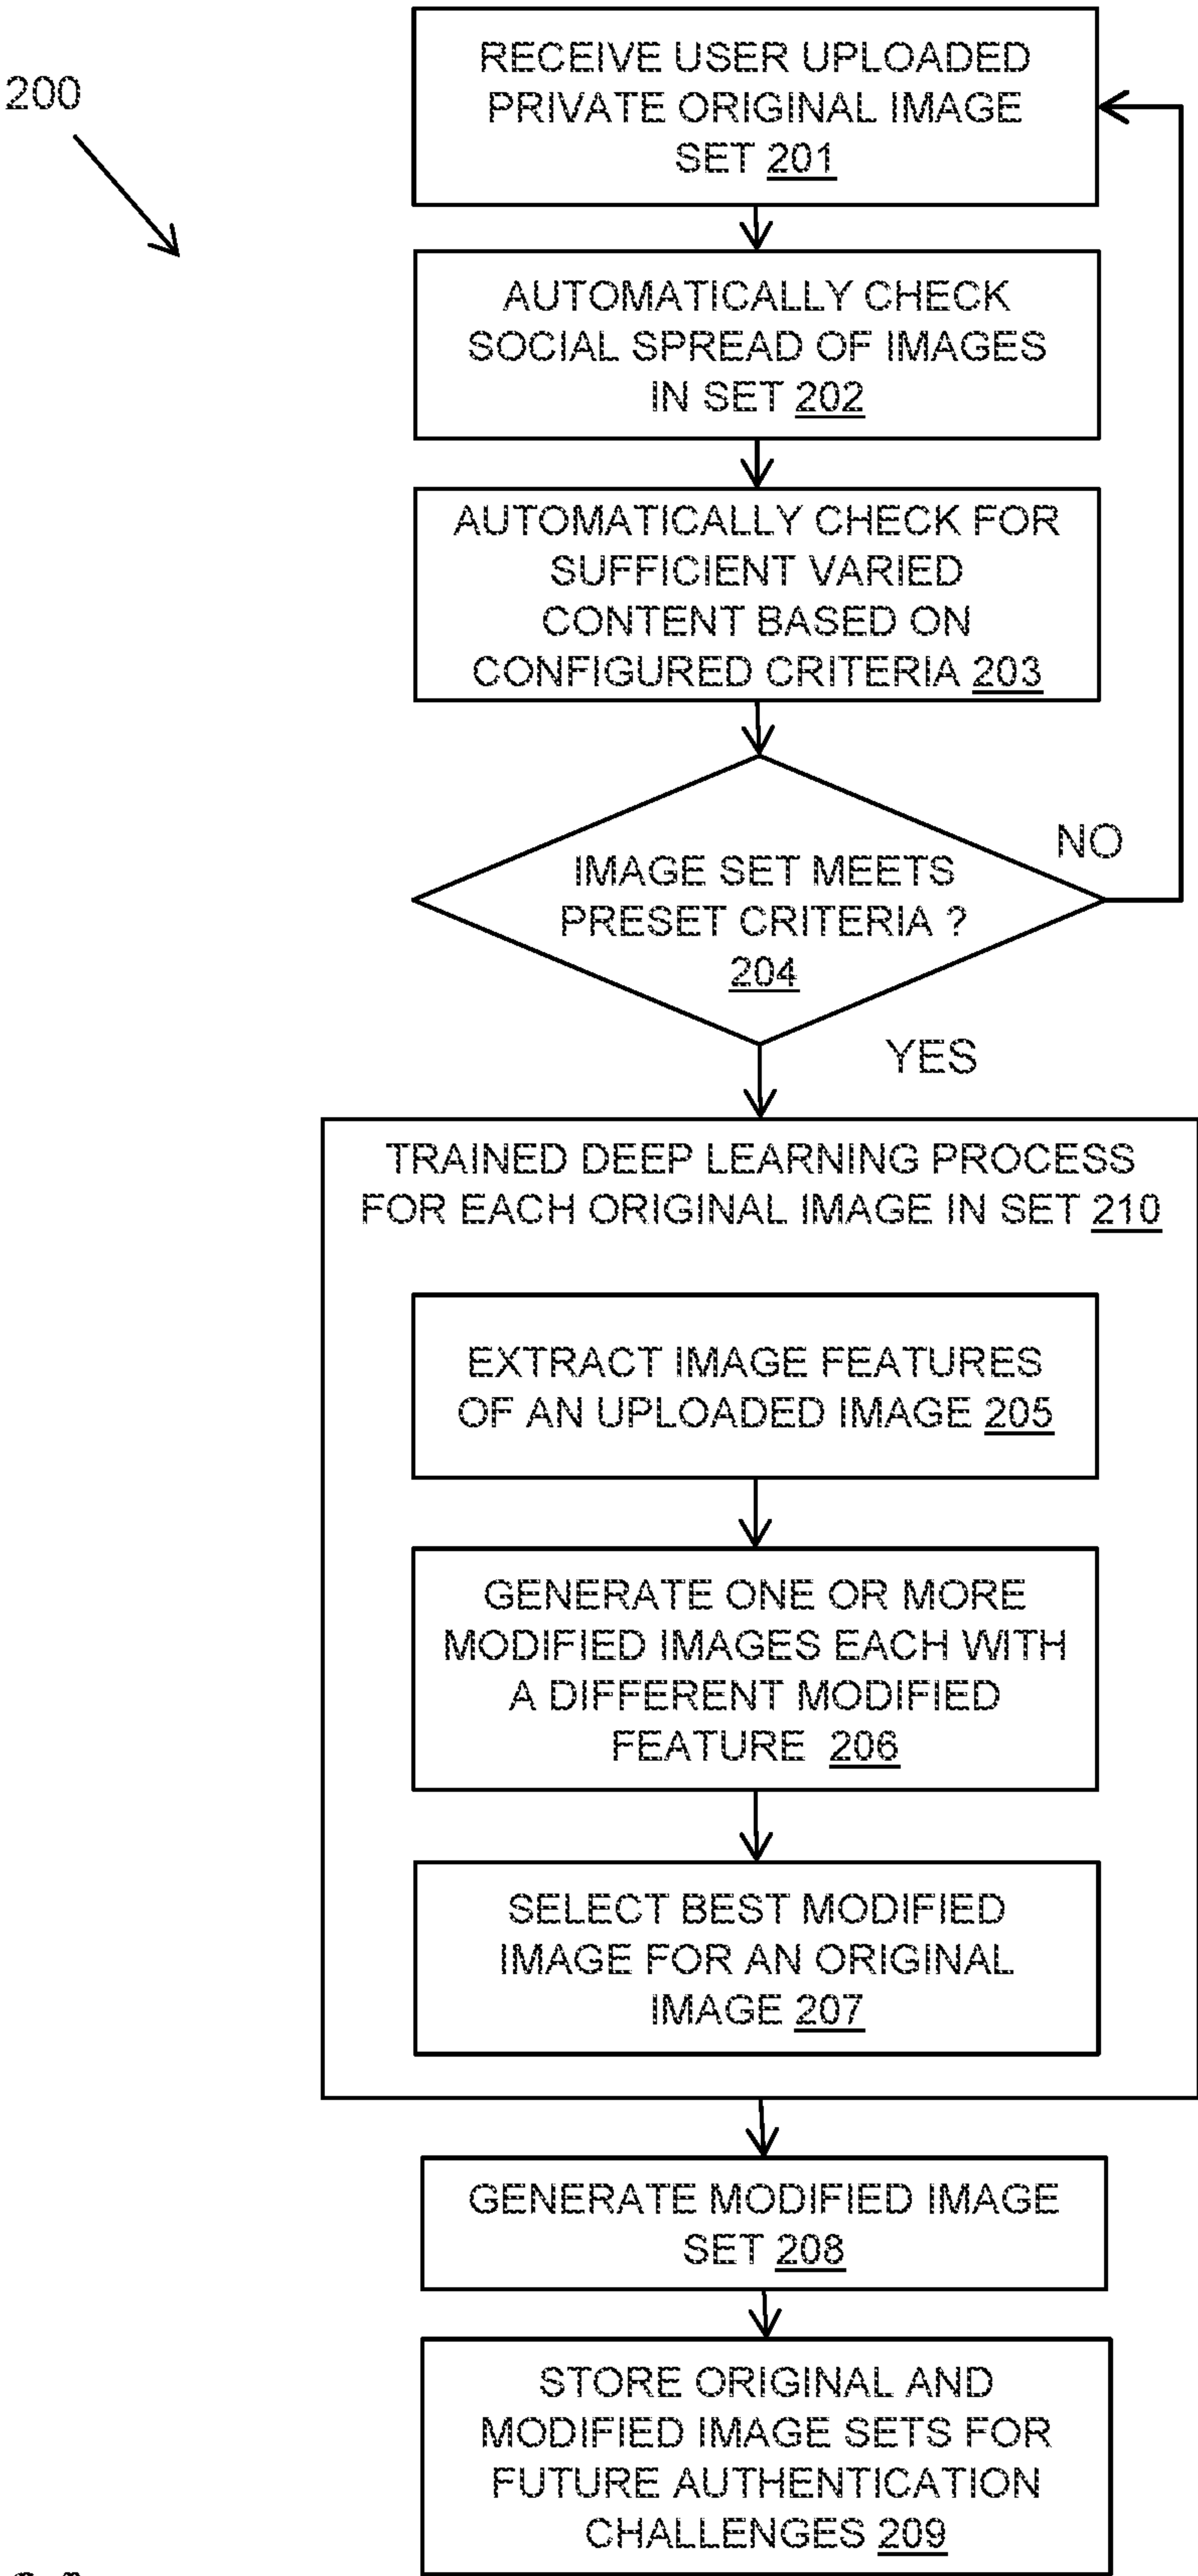 200
RECEIVE USER UPLOADED
PRIVATE ORIGINAL IMAGE
SET 201
AUTOMATICALLY CHECK
SOCIAL SPREAD OF IMAGES
IN SET 202
AUTOMATICALLY CHECK FOR
SUFFICIENT VARIED
CONTENT BASED ON
CONFIGURED CRITERIA 203
NO
IMAGE SET MEETS
PRESET CRITERIA ?
204
YES
TRAINED DEEP LEARNING PROCESS
FOR EACH ORIGINAL IMAGE IN SET 210
EXTRACT IMAGE FEATURES
OF AN UPLOADED IMAGE 205
GENERATE ONE OR MORE
MODIFIED IMAGES EACH WITH
A DIFFERENT MODIFIED
FEATURE 206
SELECT BEST MODIFIED
IMAGE FOR AN ORIGINAL
IMAGE 207
GENERATE MODIFIED IMAGE
SET 208
STORE ORIGINAL AND
MODIFIED IMAGE SETS FOR
FUTURE AUTHENTICATION
CHALLENGES 209